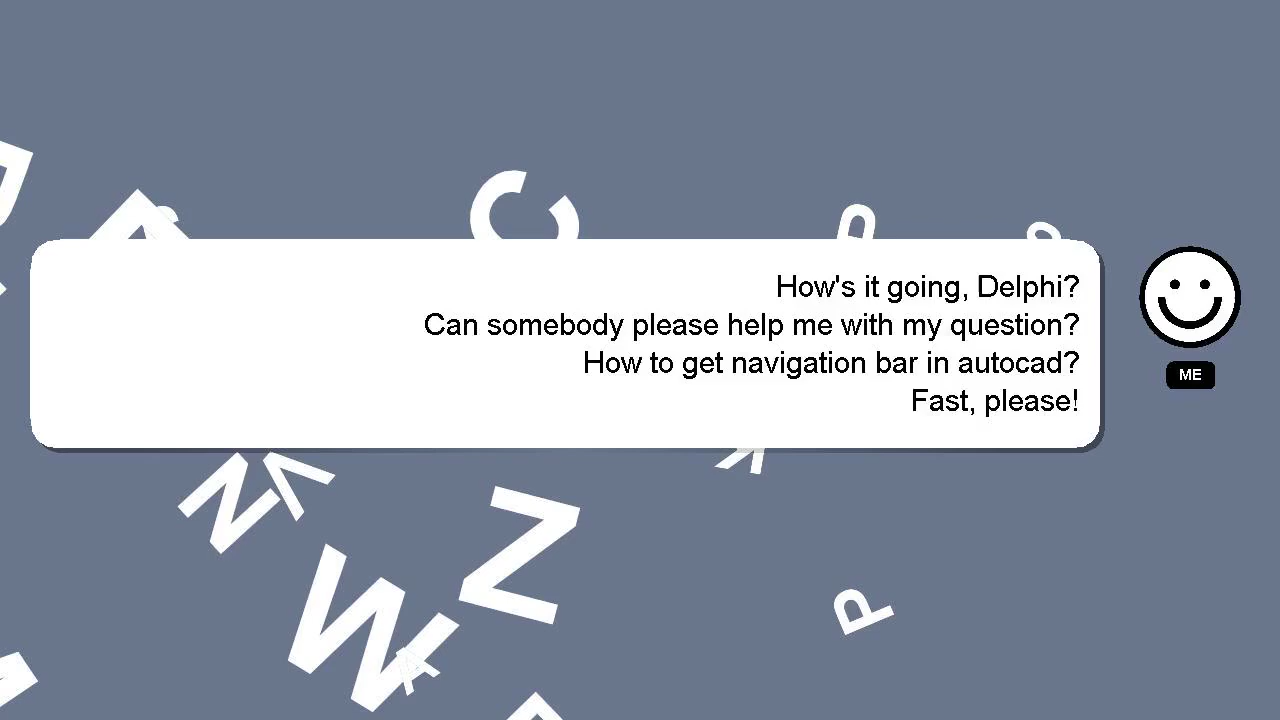 How's it going, Delphi?
Can somebody please help me with my question?
How to get navigation bar in autocad?
Fast, please!
ME
C
N
Z
W
A
P